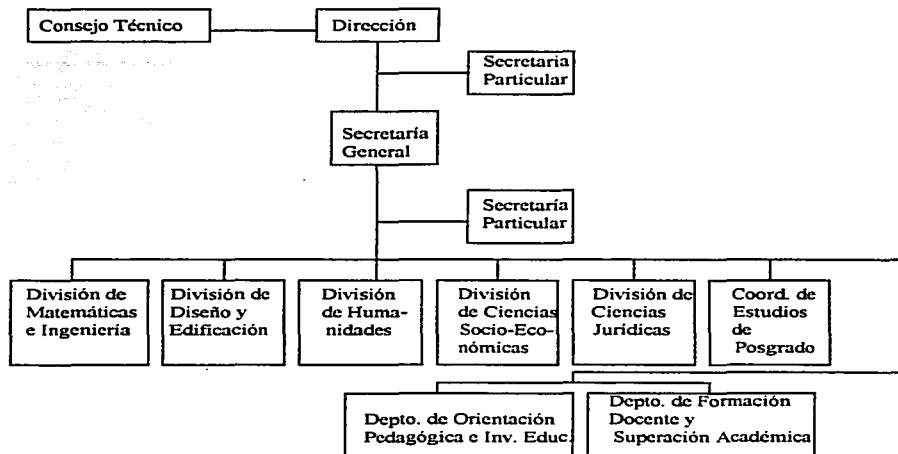 Consejo Técnico
Dirección
Secretaria
Particular
Secretaría
General
Secretaría
Particular
División de
Matemáticas
e Ingeniería
División de
Diseño y
Edificación
División
de Huma-
nidades
División
de Ciencias
Socio-Eco-
nómicas
División de
Ciencias
Jurídicas
Coord. de
Estudios
de
Posgrado
Depto. de Orientación
Pedagógica e Inv. Educ.
Depto. de Formación
Docente y
Superación Académica